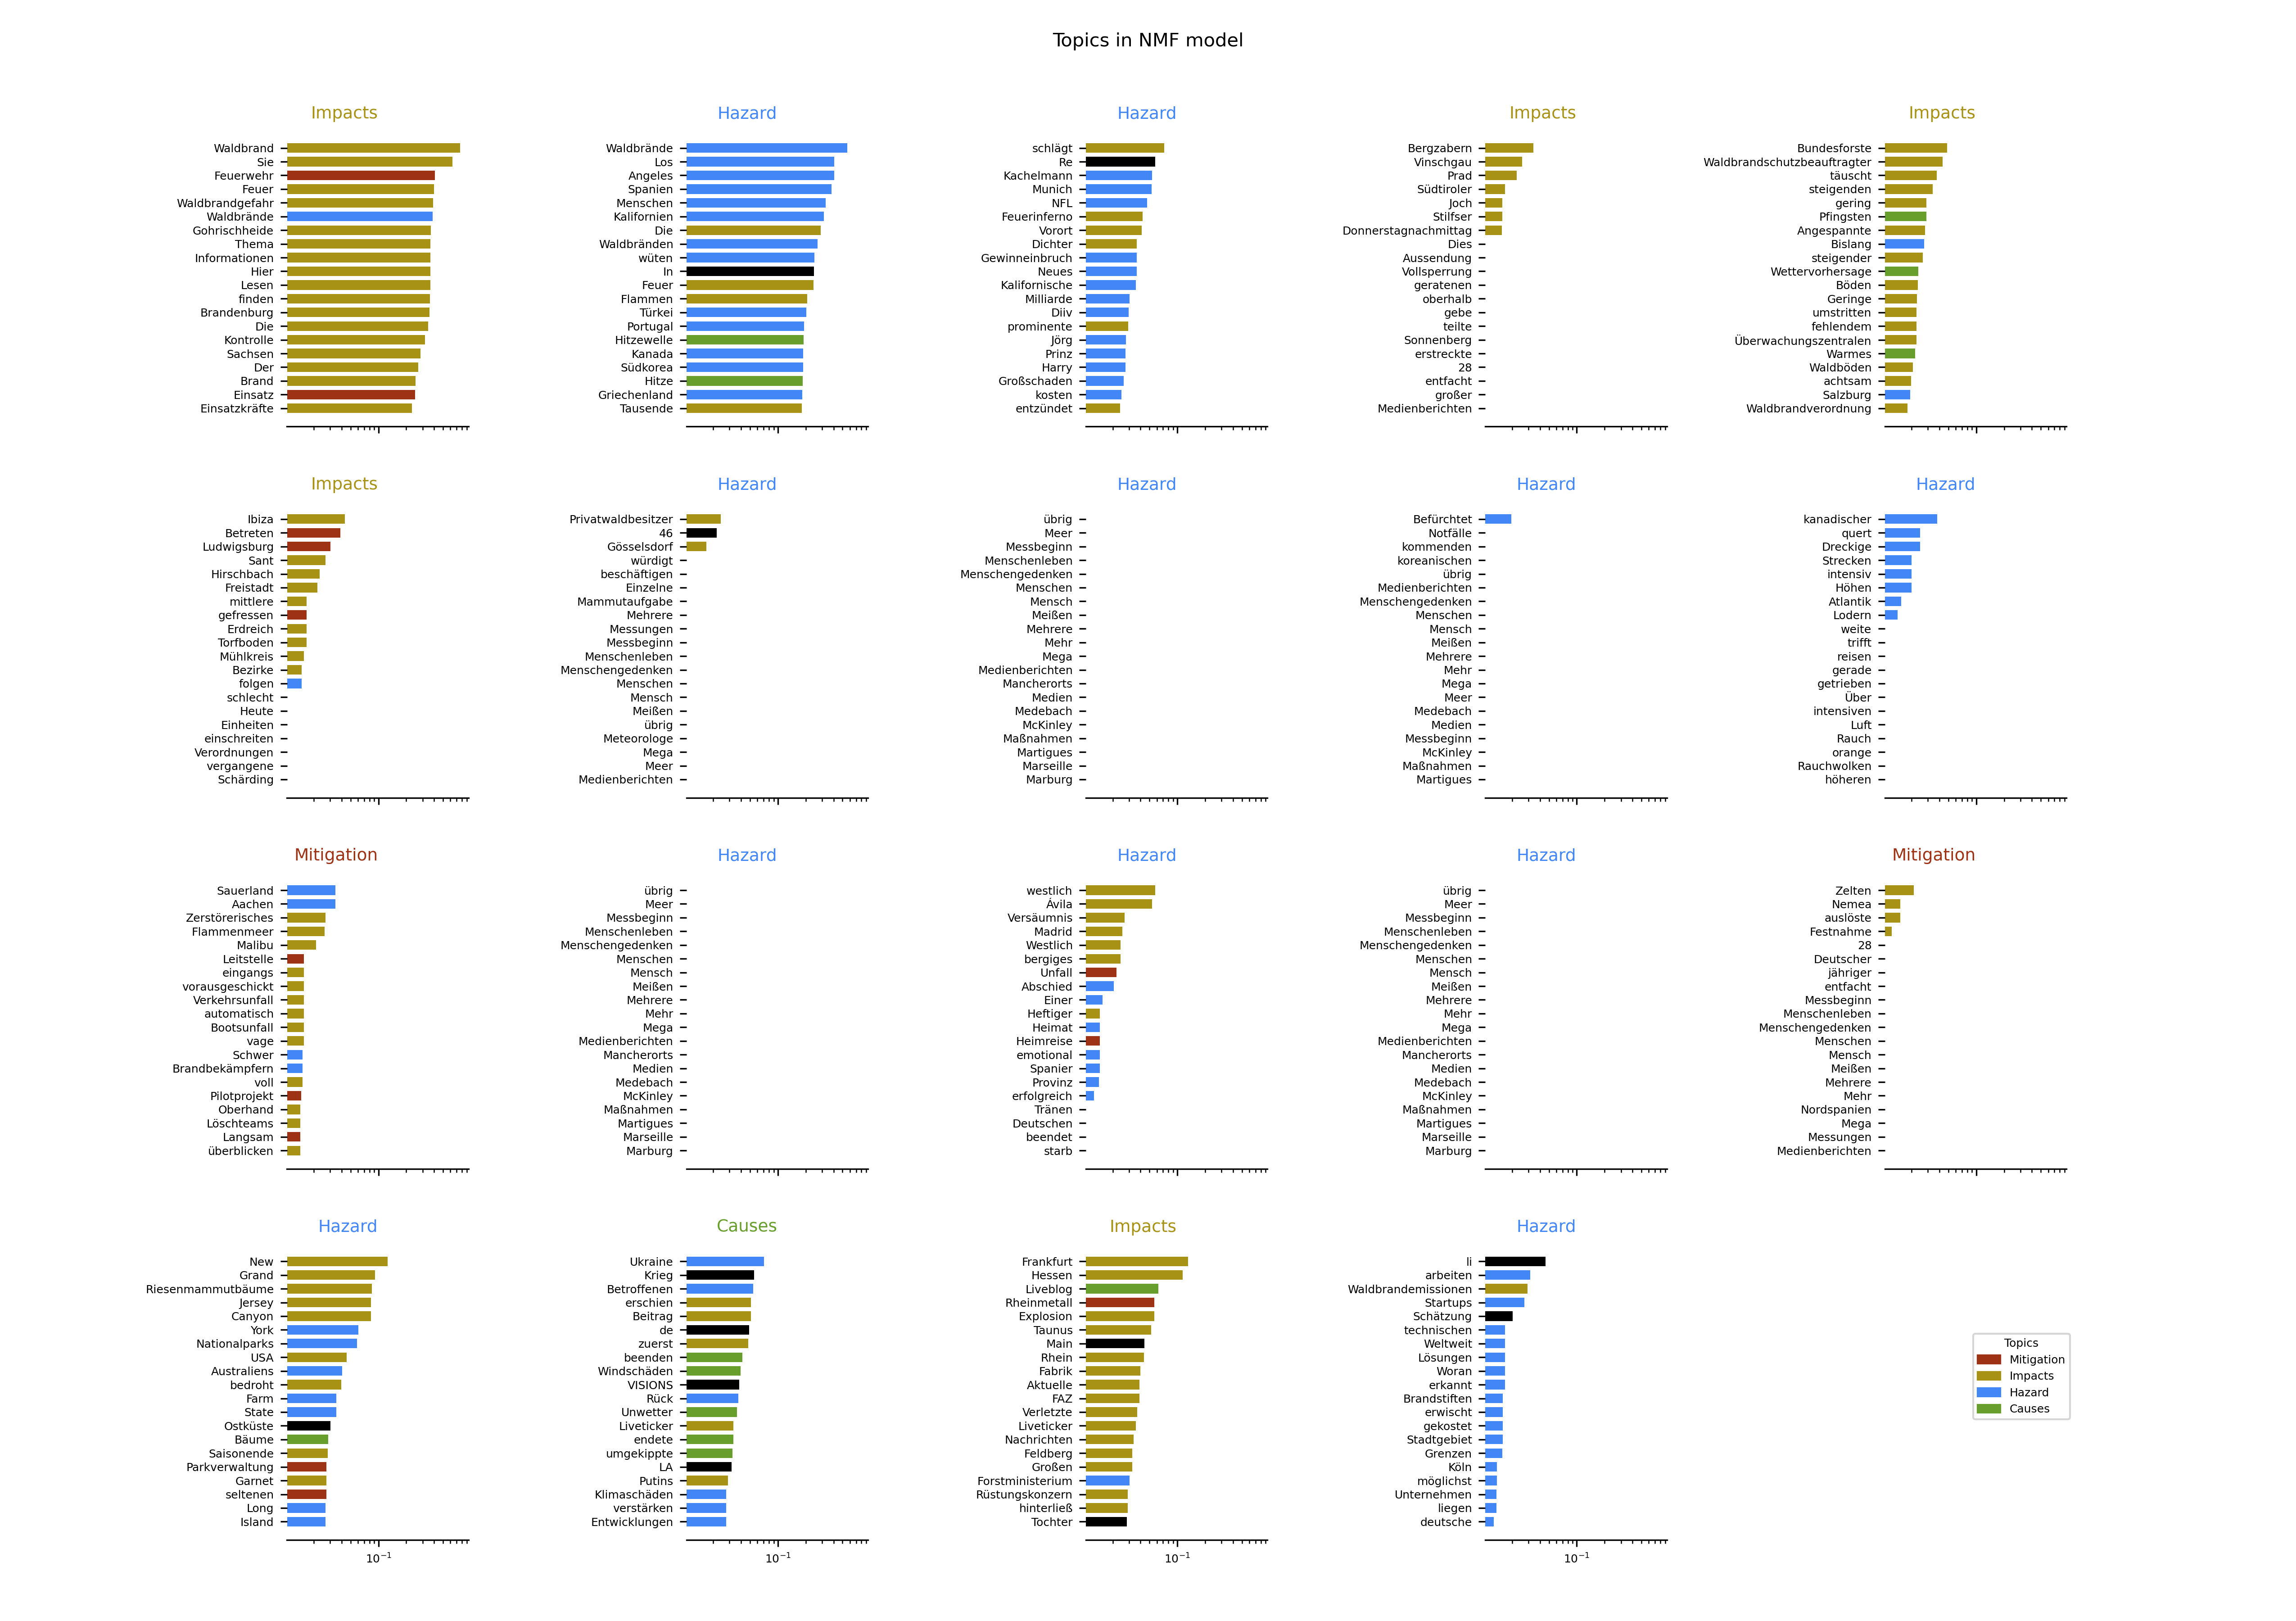 Topics in NMF model
Impacts
Waldbrand
Sie
Feuerwehr
Feuer
Waldbrandgefahr
Waldbrände
Gohrischheide
Thema
Informationen
Hier
Lesen
finden
Brandenburg
Die
Kontrolle
Sachsen
Der
Brand
Einsatz
Einsatzkräfte
Hazard
Waldbrände
Los
Angeles
Spanien
Menschen
Kalifornien
Die
Waldbränden
wüten
In
Feuer
Flammen
Türkei
Portugal
Hitzewelle
Kanada
Südkorea
Hitze
Griechenland
Tausende
Hazard
schlägt
Re
Kachelmann
Munich
NFL
Feuerinferno
Vorort
Dichter
Gewinneinbruch
Neues
Kalifornische
Milliarde
Diiv
prominente
Jörg
Prinz
Harry
Großschaden
kosten
entzündet
Impacts
Bergzabern
Vinschgau
Prad
Südtiroler
Joch
Stilfser
Donnerstagnachmittag
Dies
Aussendung
Vollsperrung
geratenen
oberhalb
gebe
teilte
Sonnenberg
erstreckte
28
entfacht
großer
Medienberichten
Impacts
Bundesforste
Waldbrandschutzbeauftragter
täuscht
steigenden
gering
Pfingsten
Angespannte
Bislang
steigender
Wettervorhersage
Böden
Geringe
umstritten
fehlendem
Überwachungszentralen
Warmes
Waldböden
achtsam
Salzburg
Waldbrandverordnung
Impacts
Ibiza
Betreten
Ludwigsburg
Sant
Hirschbach
Freistadt
mittlere
gefressen
Erdreich
Torfboden
Mühlkreis
Bezirke
folgen
schlecht
Heute
Einheiten
einschreiten
Verordnungen
vergangene
Schärding
Hazard
Privatwaldbesitzer
46
Gösselsdorf
würdigt
beschäftigen
Einzelne
Mammutaufgabe
Mehrere
Messungen
Messbeginn
Menschenleben
Menschengedenken
Menschen
Mensch
Meißen
übrig
Meteorologe
Mega
Meer
Medienberichten
Hazard
übrig
Meer
Messbeginn
Menschenleben
Menschengedenken
Menschen
Mensch
Meißen
Mehrere
Mehr
Mega
Medienberichten
Mancherorts
Medien
Medebach
McKinley
Maßnahmen
Martigues
Marseille
Marburg
Hazard
Befürchtet
Notfälle
kommenden
koreanischen
übrig
Medienberichten
Menschengedenken
Menschen
Mensch
Meißen
Mehrere
Mehr
Mega
Meer
Medebach
Medien
Messbeginn
McKinley
Maßnahmen
Martigues
Hazard
kanadischer
quert
Dreckige
Strecken
intensiv
Höhen
Atlantik
Lodern
weite
trifft
reisen
gerade
getrieben
Über
intensiven
Luft
Rauch
orange
Rauchwolken
höheren
Mitigation
Sauerland
Aachen
Zerstörerisches
Flammenmeer
Malibu
Leitstelle
eingangs
vorausgeschickt
Verkehrsunfall
automatisch
Bootsunfall
vage
Schwer
Brandbekämpfern
voll
Pilotprojekt
Oberhand
Löschteams
Langsam
überblicken
Hazard
übrig
Meer
Messbeginn
Menschenleben
Menschengedenken
Menschen
Mensch
Meißen
Mehrere
Mehr
Mega
Medienberichten
Mancherorts
Medien
Medebach
McKinley
Maßnahmen
Martigues
Marseille
Marburg
Hazard
westlich
Ávila
Versäumnis
Madrid
Westlich
bergiges
Unfall
Abschied
Einer
Heftiger
Heimat
Heimreise
emotional
Spanier
Provinz
erfolgreich
Tränen
Deutschen
beendet
starb
Hazard
übrig
Meer
Messbeginn
Menschenleben
Menschengedenken
Menschen
Mensch
Meißen
Mehrere
Mehr
Mega
Medienberichten
Mancherorts
Medien
Medebach
McKinley
Maßnahmen
Martigues
Marseille
Marburg
Mitigation
Zelten
Nemea
auslöste
Festnahme
28
Deutscher
jähriger
entfacht
Messbeginn
Menschenleben
Menschengedenken
Menschen
Mensch
Meißen
Mehrere
Mehr
Nordspanien
Mega
Messungen
Medienberichten
Hazard
New
Grand
Riesenmammutbäume
Jersey
Canyon
York
Nationalparks
USA
Australiens
bedroht
Farm
State
Ostküste
Bäume
Saisonende
Parkverwaltung
Garnet
seltenen
Long
Island
10⁻¹
Causes
Ukraine
Krieg
Betroffenen
erschien
Beitrag
de
zuerst
beenden
Windschäden
VISIONS
Rück
Unwetter
Liveticker
endete
umgekippte
LA
Putins
Klimaschäden
verstärken
Entwicklungen
10⁻¹
Impacts
Frankfurt
Hessen
Liveblog
Rheinmetall
Explosion
Taunus
Main
Rhein
Fabrik
Aktuelle
FAZ
Verletzte
Liveticker
Nachrichten
Feldberg
Großen
Forstministerium
Rüstungskonzern
hinterließ
Tochter
10⁻¹
Hazard
li
arbeiten
Waldbrandemissionen
Startups
Schätzung
technischen
Weltweit
Lösungen
Woran
erkannt
Brandstiften
erwischt
gekostet
Stadtgebiet
Grenzen
Köln
möglichst
Unternehmen
liegen
deutsche
10⁻¹
Topics
Mitigation
Impacts
Hazard
Causes